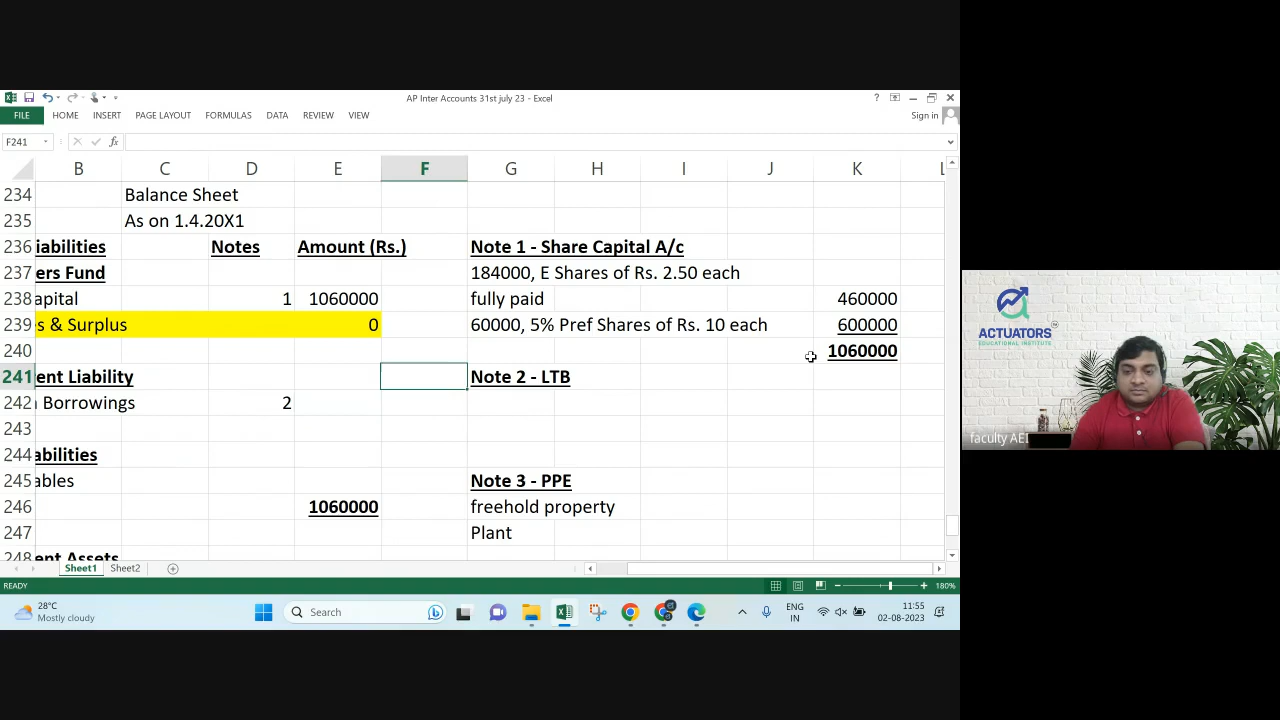 AP Inter Accounts 31st july 23 - Excel
Sign in
FILE HOME INSERT PAGE LAYOUT FORMULAS DATA REVIEW VIEW
F241
B C D E F G H I J K L
234 Balance Sheet
235 As on 1.4.20X1
236 iabilities Notes Amount (Rs.) Note 1 - Share Capital A/c
237 ers Fund 184000, E Shares of Rs. 2.50 each
238 apital 1 1060000 fully paid 460000
239 s & Surplus 0 60000, 5% Pref Shares of Rs. 10 each 600000
240 1060000
241 ent Liability Note 2 - LTB
242 Borrowings 2
243
244 abilities
245 ables Note 3 - PPE
246 1060000 freehold property
247 Plant
248 ent Assets
Sheet1 Sheet2
READY 180%
28°C
Mostly cloudy
Search
ENG
IN
11:55
02-08-2023
ACTUATORS
EDUCATIONAL INSTITUTE
faculty AEI